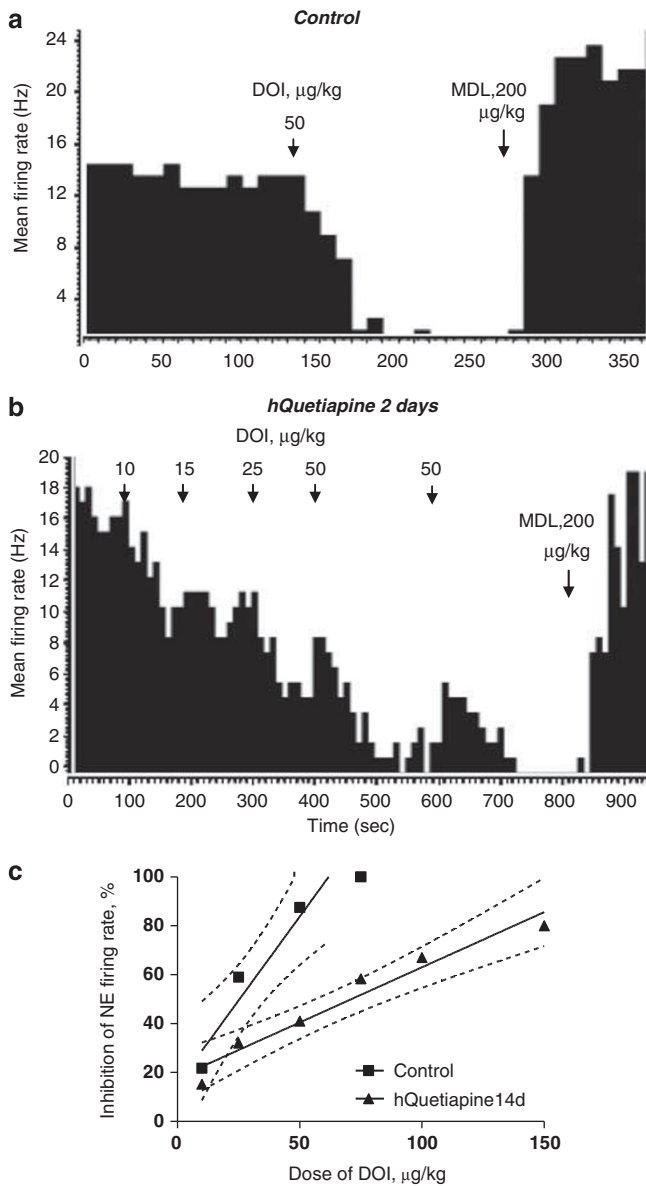 a
Control
Mean firing rate (Hz)
24
20
16
12
8
4
DOI, μg/kg
50
MDL,200
μg/kg
0 50 100 150 200 250 300 350
b
hQuetiapine 2 days
DOI, μg/kg
10 15 25 50 50
MDL,200
μg/kg
Mean firing rate (Hz)
20
18
16
14
12
10
8
6
4
2
0
0 100 200 300 400 500 600 700 800 900
Time (sec)
c
Inhibition of NE firing rate, %
100
80
60
40
20
0
Control
hQuetiapine14d
0 50 100 150
Dose of DOI, μg/kg